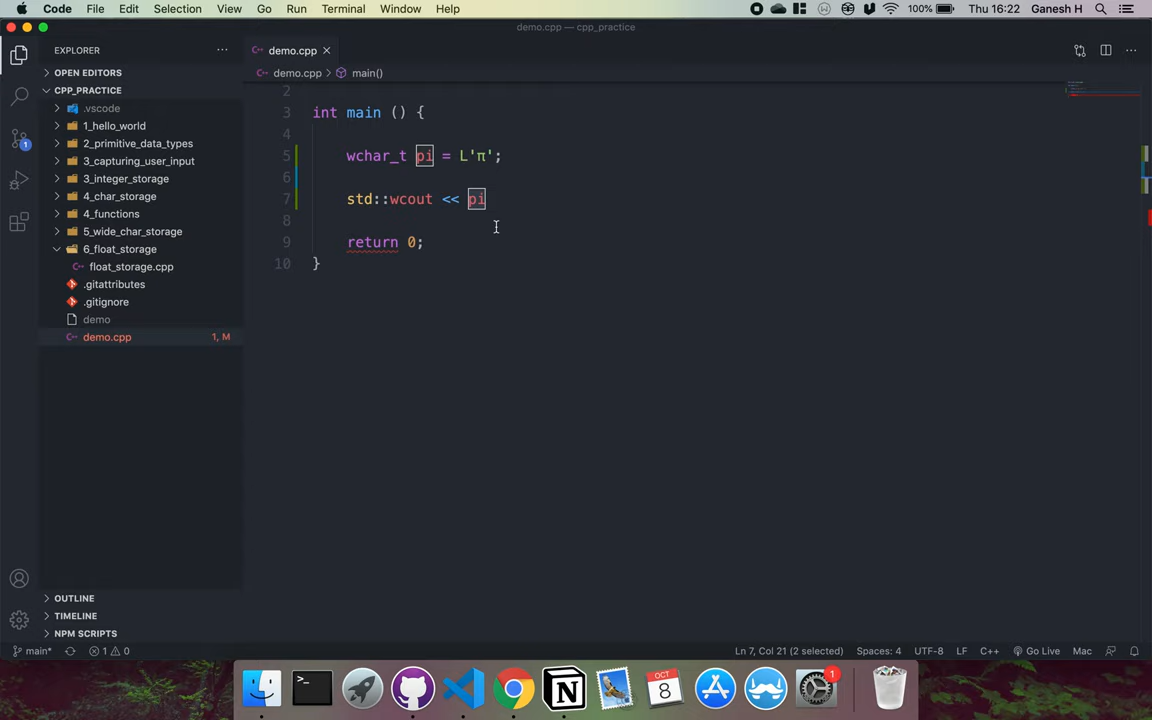 Code File Edit Selection View Go Run Terminal Window Help 100% Thu 16:22 Ganesh H
demo.cpp — cpp_practice
EXPLORER
demo.cpp
OPEN EDITORS
demo.cpp > main()
CPP_PRACTICE
.vscode
1_hello_world
2_primitive_data_types
3_capturing_user_input
3_integer_storage
4_char_storage
4_functions
5_wide_char_storage
6_float_storage
float_storage.cpp
.gitattributes
.gitignore
demo
demo.cpp 1, M
2
3 int main () {
4
5 wchar_t pi = L'π';
6
7 std::wcout << pi
8
9 return 0;
10 }
OUTLINE
TIMELINE
NPM SCRIPTS
1
main* 1 0 Ln 7, Col 21 (2 selected) Spaces: 4 UTF-8 LF C++ Go Live Mac
>_
N
OCT
8
1